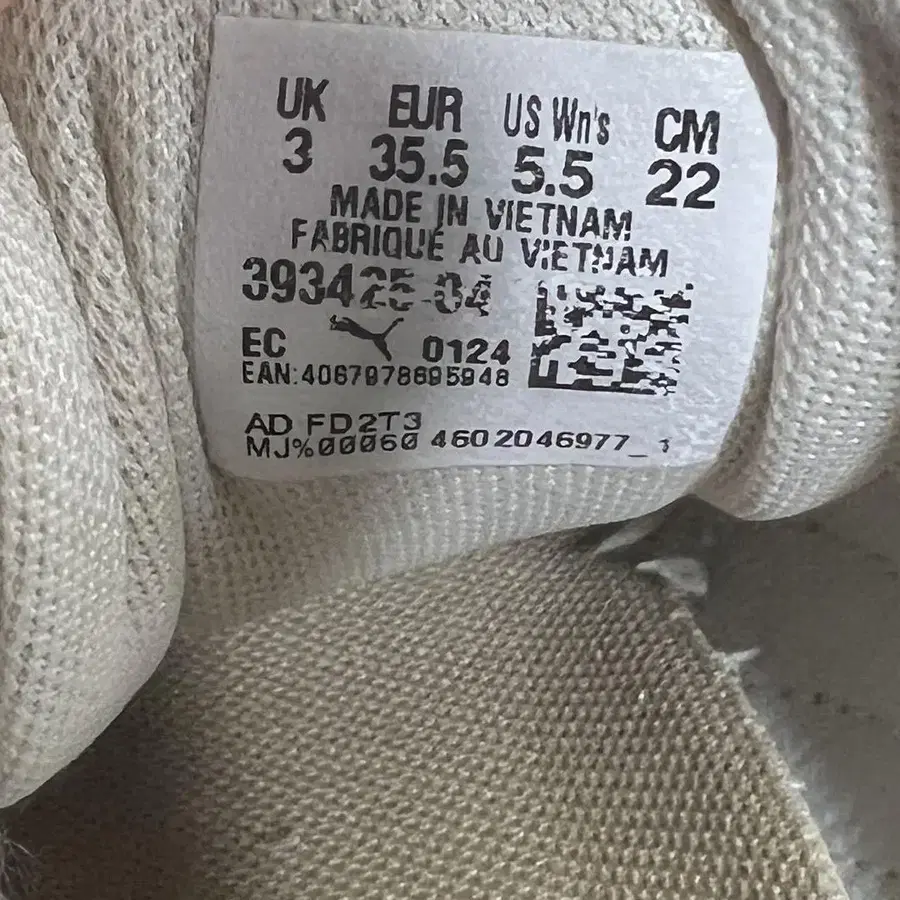 UK EUR US Wn's CM
3 35.5 5.5 22
MADE IN VIETNAM
FABRIQUÉ AU VIETNAM
393425-04
EC 0124
EAN:4067978695948
AD FD2T3
MJ%00060 4602046977_1